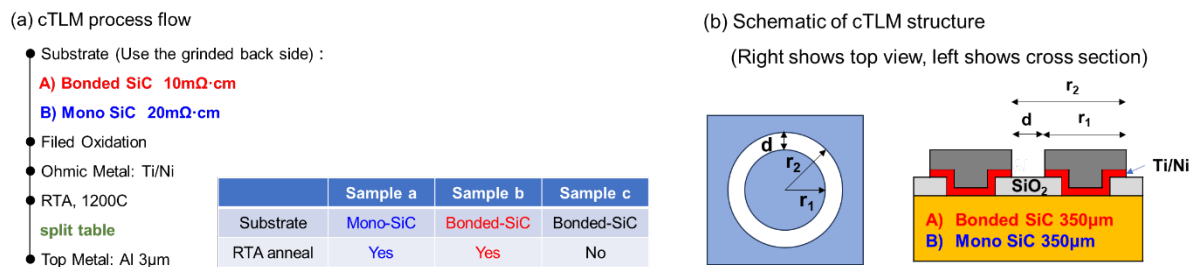 (a) cTLM process flow
Substrate (Use the grinded back side) :
A) Bonded SiC 10mΩ·cm
B) Mono SiC 20mΩ·cm
Filed Oxidation
Ohmic Metal: Ti/Ni
RTA, 1200C
split table
Top Metal: Al 3μm
Sample a Sample b Sample c
Substrate Mono-SiC Bonded-SiC Bonded-SiC
RTA anneal Yes Yes No
(b) Schematic of cTLM structure
(Right shows top view, left shows cross section)
d
r2
r1
r2
d r1
Ti/Ni
SiO2
A) Bonded SiC 350μm
B) Mono SiC 350μm